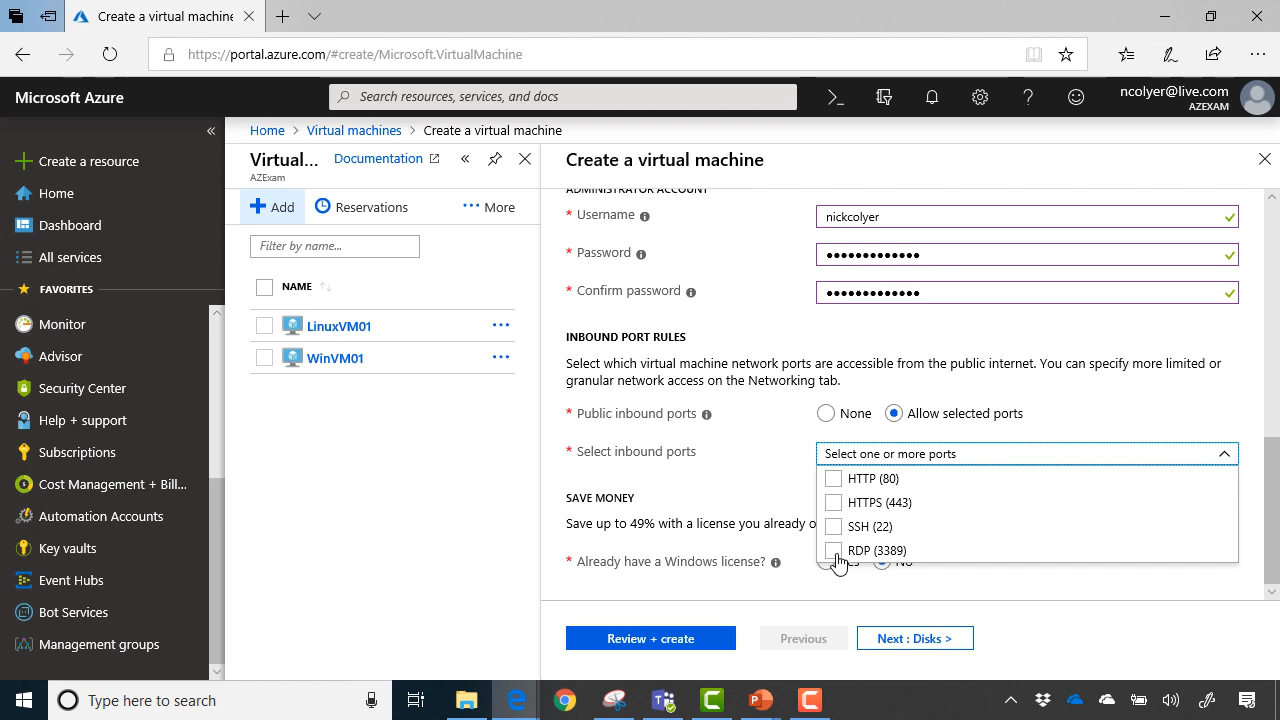 Create a virtual machine
https://portal.azure.com/#create/Microsoft.VirtualMachine
Microsoft Azure
Search resources, services, and docs
ncolyer@live.com
AZEXAM
Create a resource
Home
Dashboard
All services
FAVORITES
Monitor
Advisor
Security Center
Help + support
Subscriptions
Cost Management + Bill...
Automation Accounts
Key vaults
Event Hubs
Bot Services
Management groups
Home > Virtual machines > Create a virtual machine
Virtual...
Documentation
AZExam
Add
Reservations
More
Filter by name...
NAME
LinuxVM01
WinVM01
Create a virtual machine
ADMINISTRATOR ACCOUNT
* Username
nickcolyer
* Password
* Confirm password
INBOUND PORT RULES
Select which virtual machine network ports are accessible from the public internet. You can specify more limited or
granular network access on the Networking tab.
* Public inbound ports
None
Allow selected ports
* Select inbound ports
Select one or more ports
HTTP (80)
HTTPS (443)
SSH (22)
RDP (3389)
SAVE MONEY
Save up to 49% with a license you already
* Already have a Windows license?
No
Review + create
Previous
Next : Disks >
Type here to search